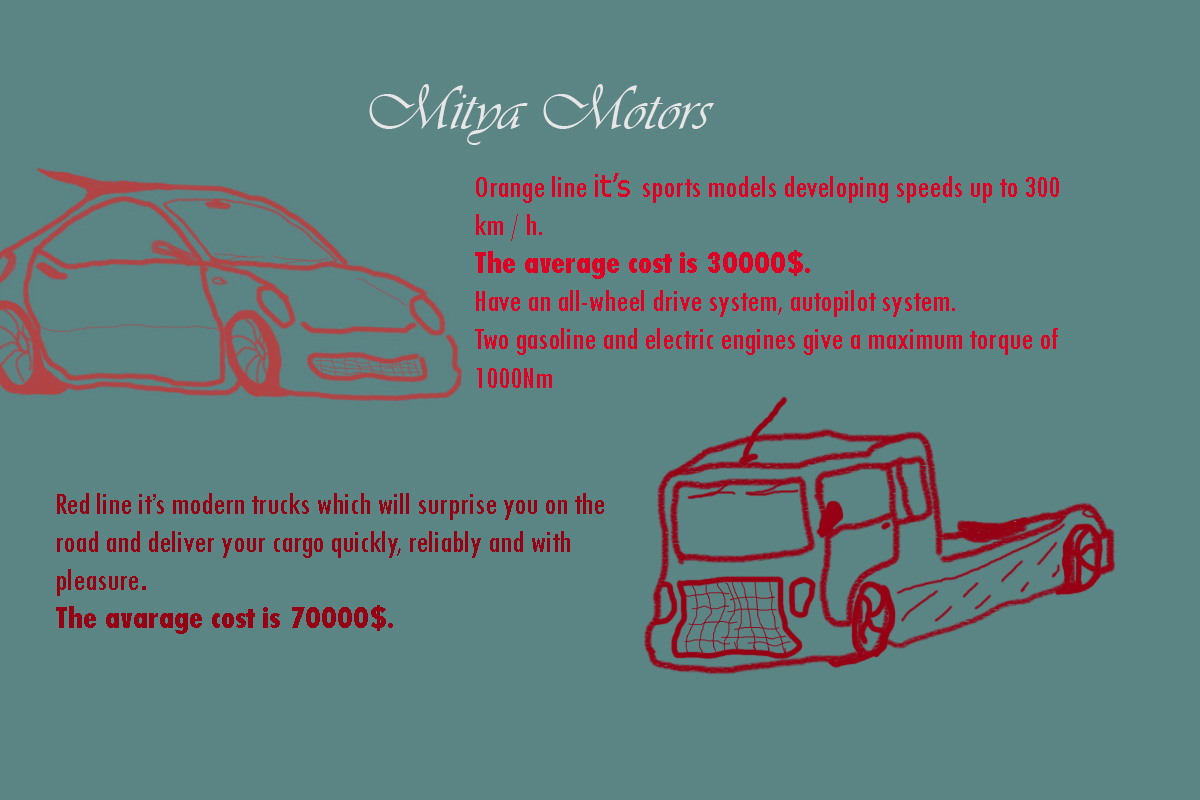 Mitya Motors
Orange line it's sports models developing speeds up to 300
km / h.
The average cost is 30000$.
Have an all-wheel drive system, autopilot system.
Two gasoline and electric engines give a maximum torque of
1000Nm
Red line it's modern trucks which will surprise you on the
road and deliver your cargo quickly, reliably and with
pleasure.
The avarage cost is 70000$.